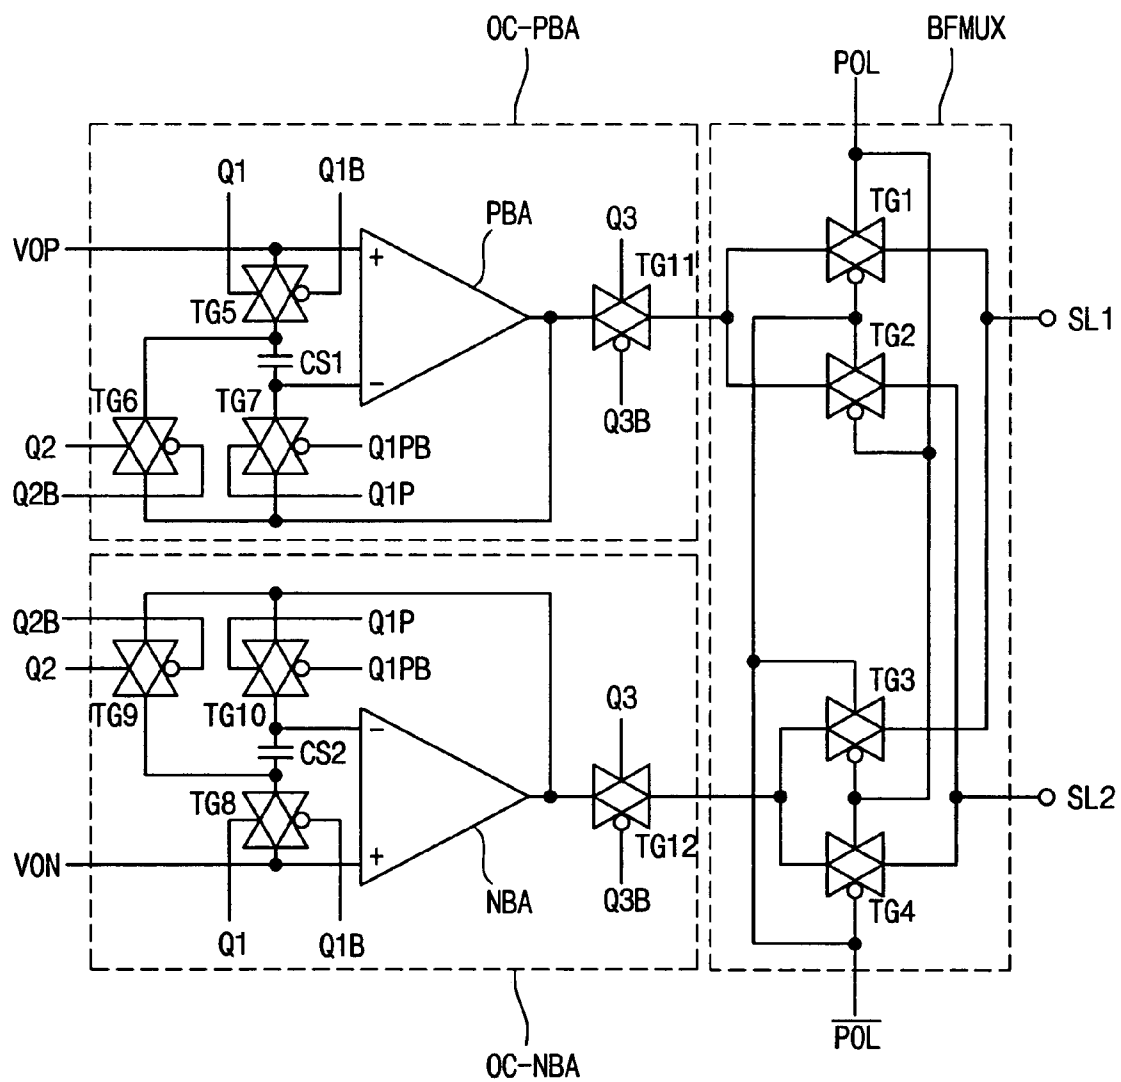 OC-PBA
BFMUX
POL
Q1
Q1B
PBA
Q3
TG1
VOP
+
TG11
TG5
TG2
SL1
CS1
−
TG6
TG7
Q3B
Q2
Q1PB
Q2B
Q1P
Q2B
Q1P
Q2
Q1PB
TG3
TG9
TG10
Q3
−
CS2
TG8
SL2
TG12
VON
+
NBA
Q3B
TG4
Q1
Q1B
P̅O̅L̅
OC-NBA